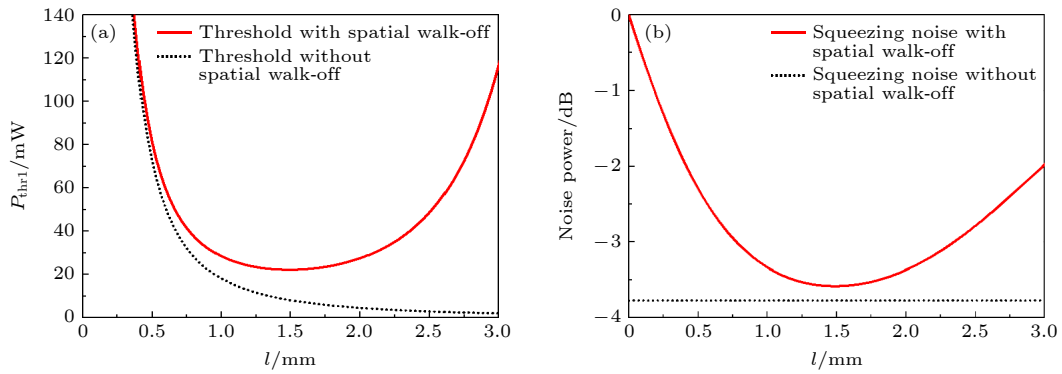 (a)
Threshold with spatial walk-off
Threshold without
spatial walk-off
140
120
100
80
60
40
20
0
P_thr1/mW
0
0.5
1.0
1.5
2.0
2.5
3.0
l/mm
(b)
Squeezing noise with
spatial walk-off
Squeezing noise without
spatial walk-off
0
−1
−2
−3
−4
Noise power/dB
0
0.5
1.0
1.5
2.0
2.5
3.0
l/mm